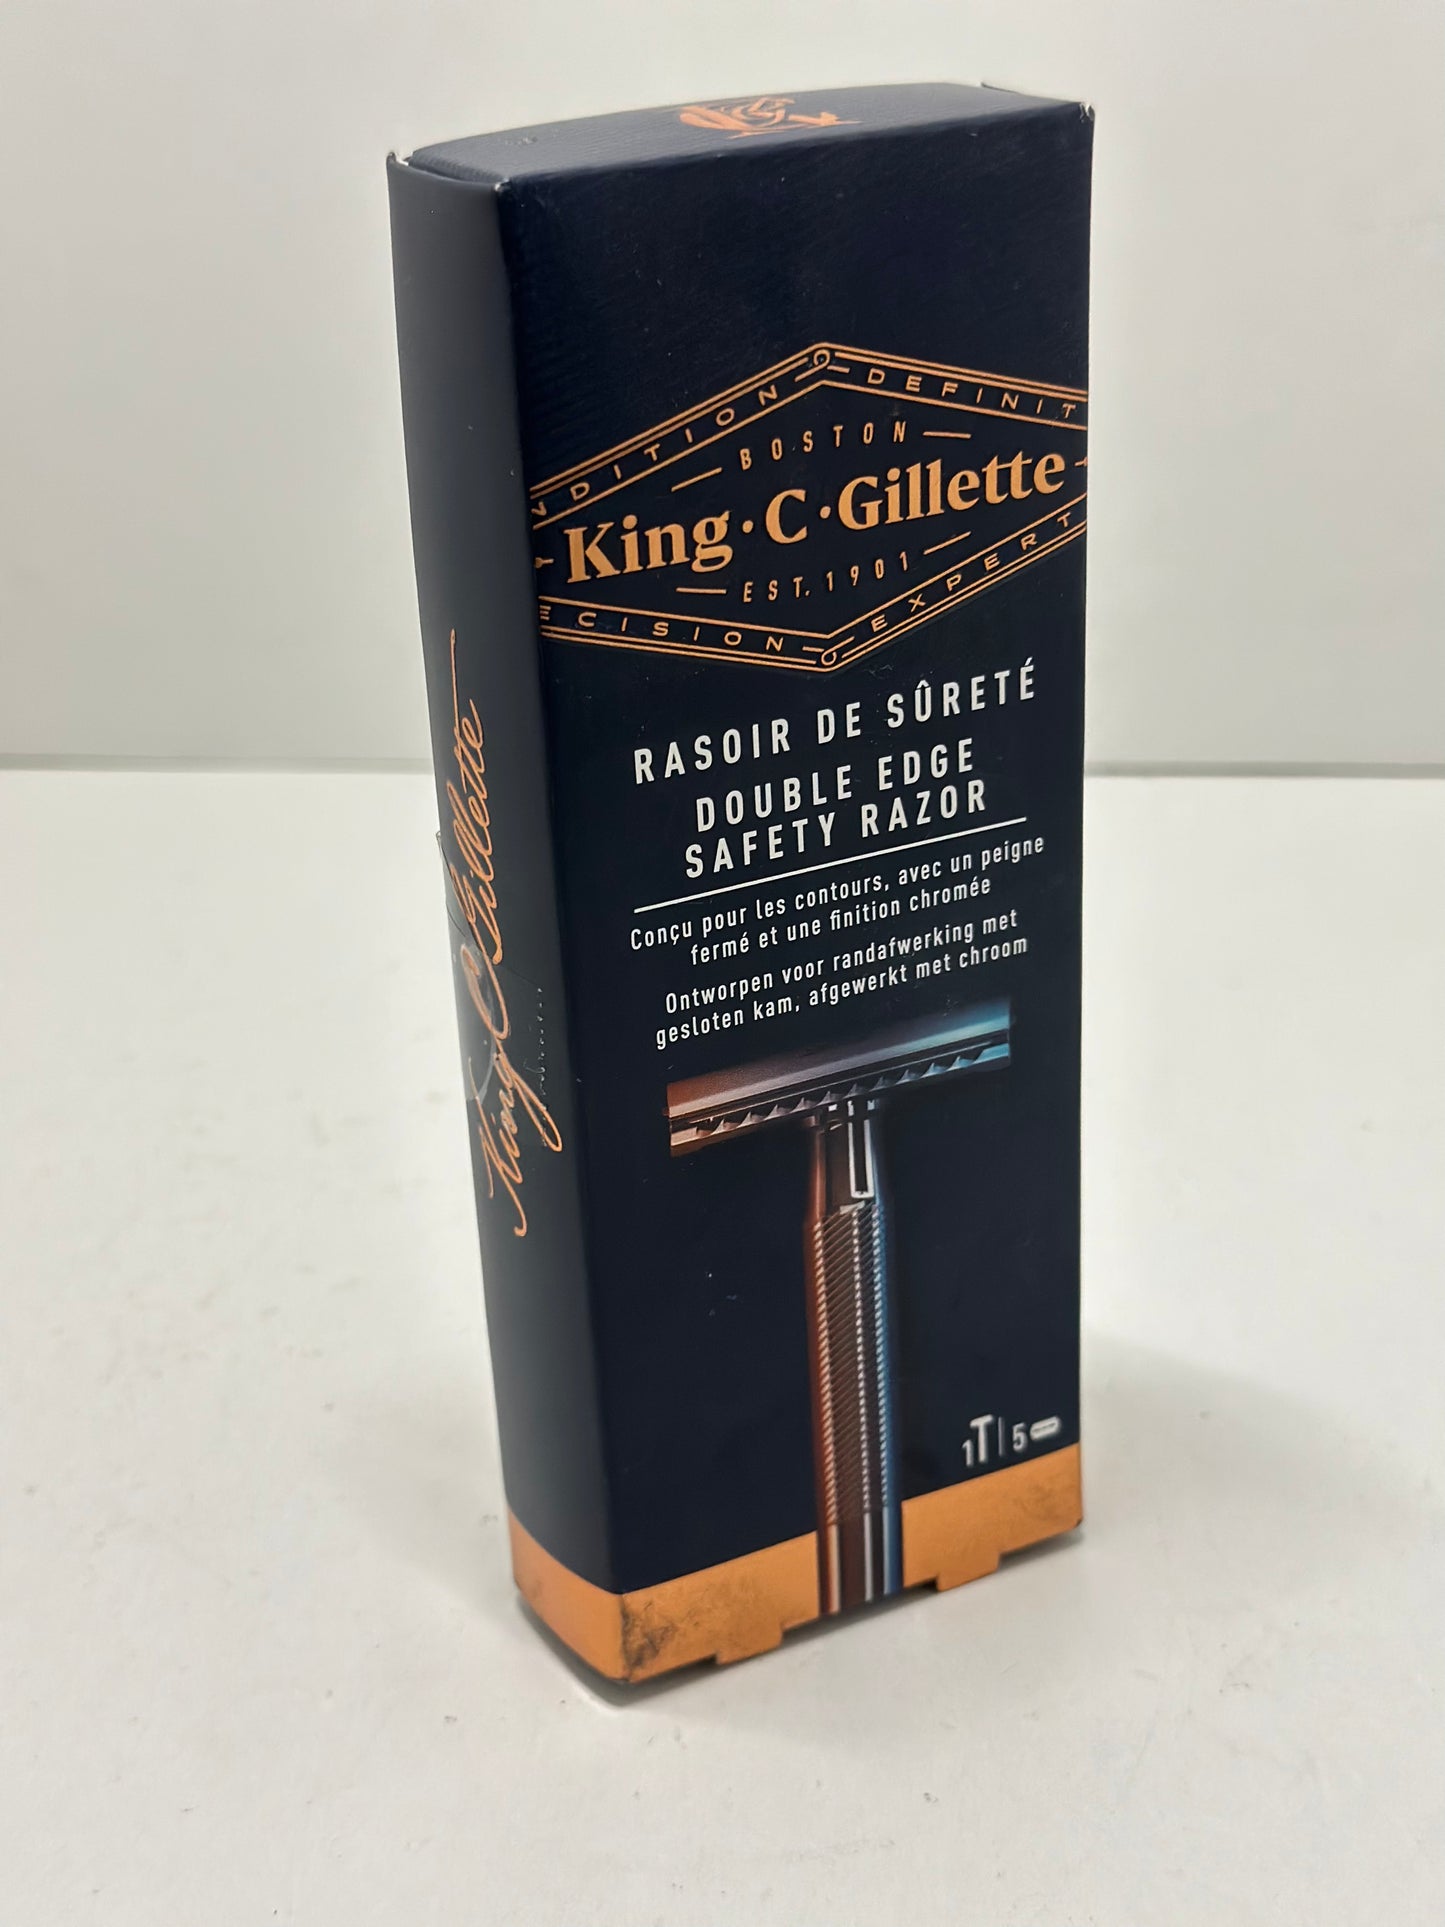 NDITION
DEFINIT
BOSTON
King·C·Gillette
EST. 1901
ECISION
EXPERT
RASOIR DE SÛRETÉ
DOUBLE EDGE
SAFETY RAZOR
Conçu pour les contours, avec un peigne
fermé et une finition chromée
Ontworpen voor randafwerking met
gesloten kam, afgewerkt met chroom
1 | 5
King C Gillette